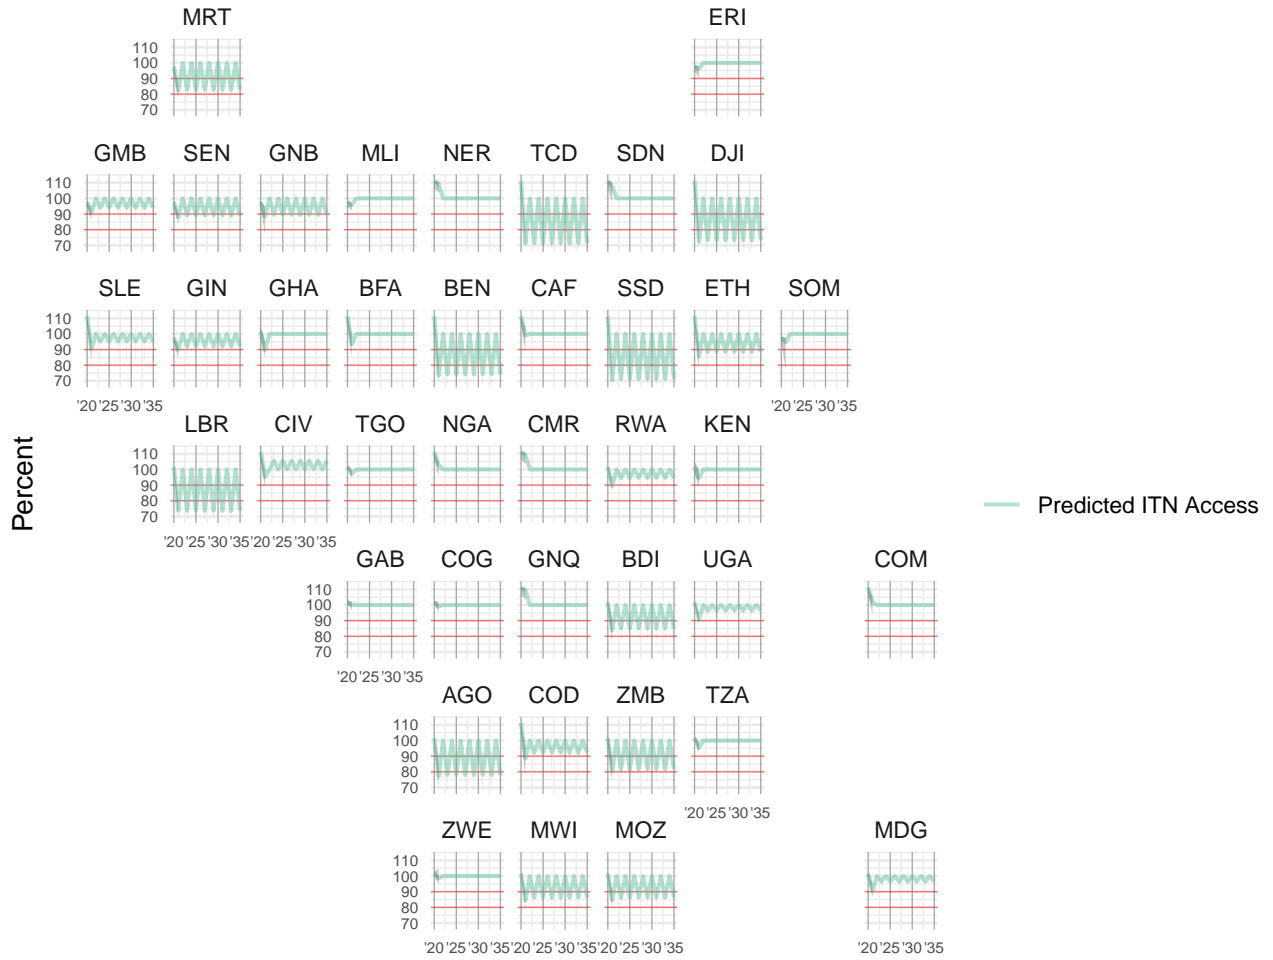 MRT ERI
110
100
90
80
70
GMB SEN GNB MLI NER TCD SDN DJI
110
100
90
80
70
SLE GIN GHA BFA BEN CAF SSD ETH SOM
110
100
90
80
70
'20 '25 '30 '35 '20 '25 '30 '35
LBR CIV TGO NGA CMR RWA KEN
110
100
90
80
70
'20 '25 '30 '35 '20 '25 '30 '35
Percent
Predicted ITN Access
GAB COG GNQ BDI UGA COM
110
100
90
80
70
'20 '25 '30 '35
AGO COD ZMB TZA
110
100
90
80
70
'20 '25 '30 '35
ZWE MWI MOZ MDG
110
100
90
80
70
'20 '25 '30 '35 '20 '25 '30 '35 '20 '25 '30 '35 '20 '25 '30 '35